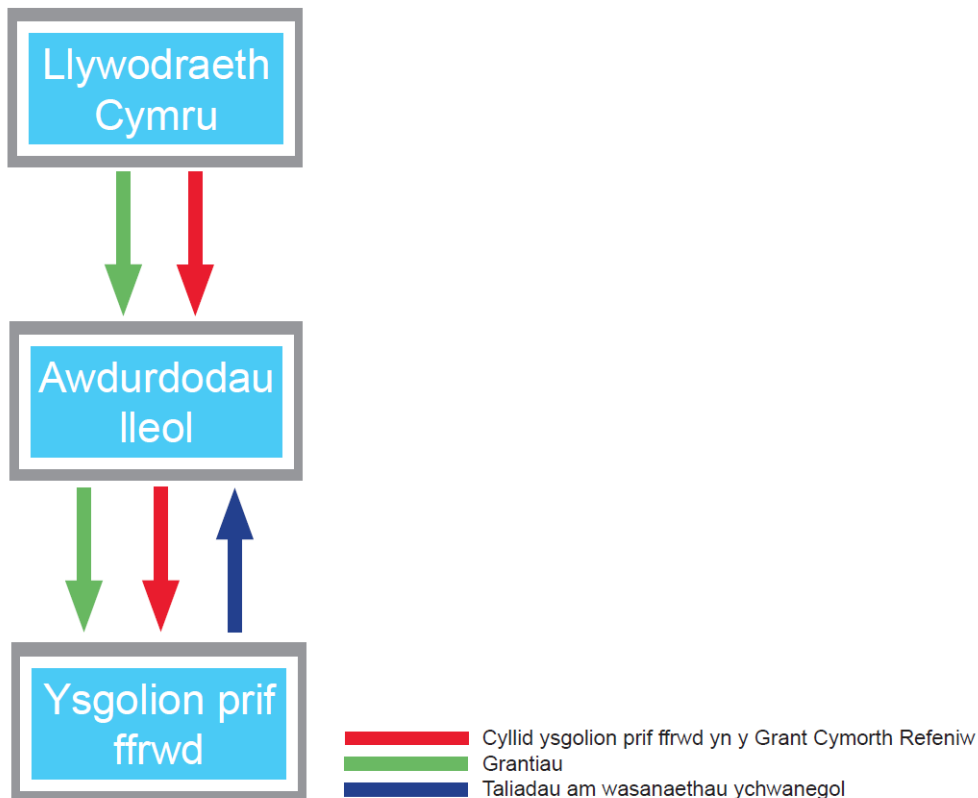 Llywodraeth
Cymru
Awdurdodau
lleol
Ysgolion prif
ffrwd
Cyllid ysgolion prif ffrwd yn y Grant Cymorth Refeniw
Grantiau
Taliadau am wasanaethau ychwanegol